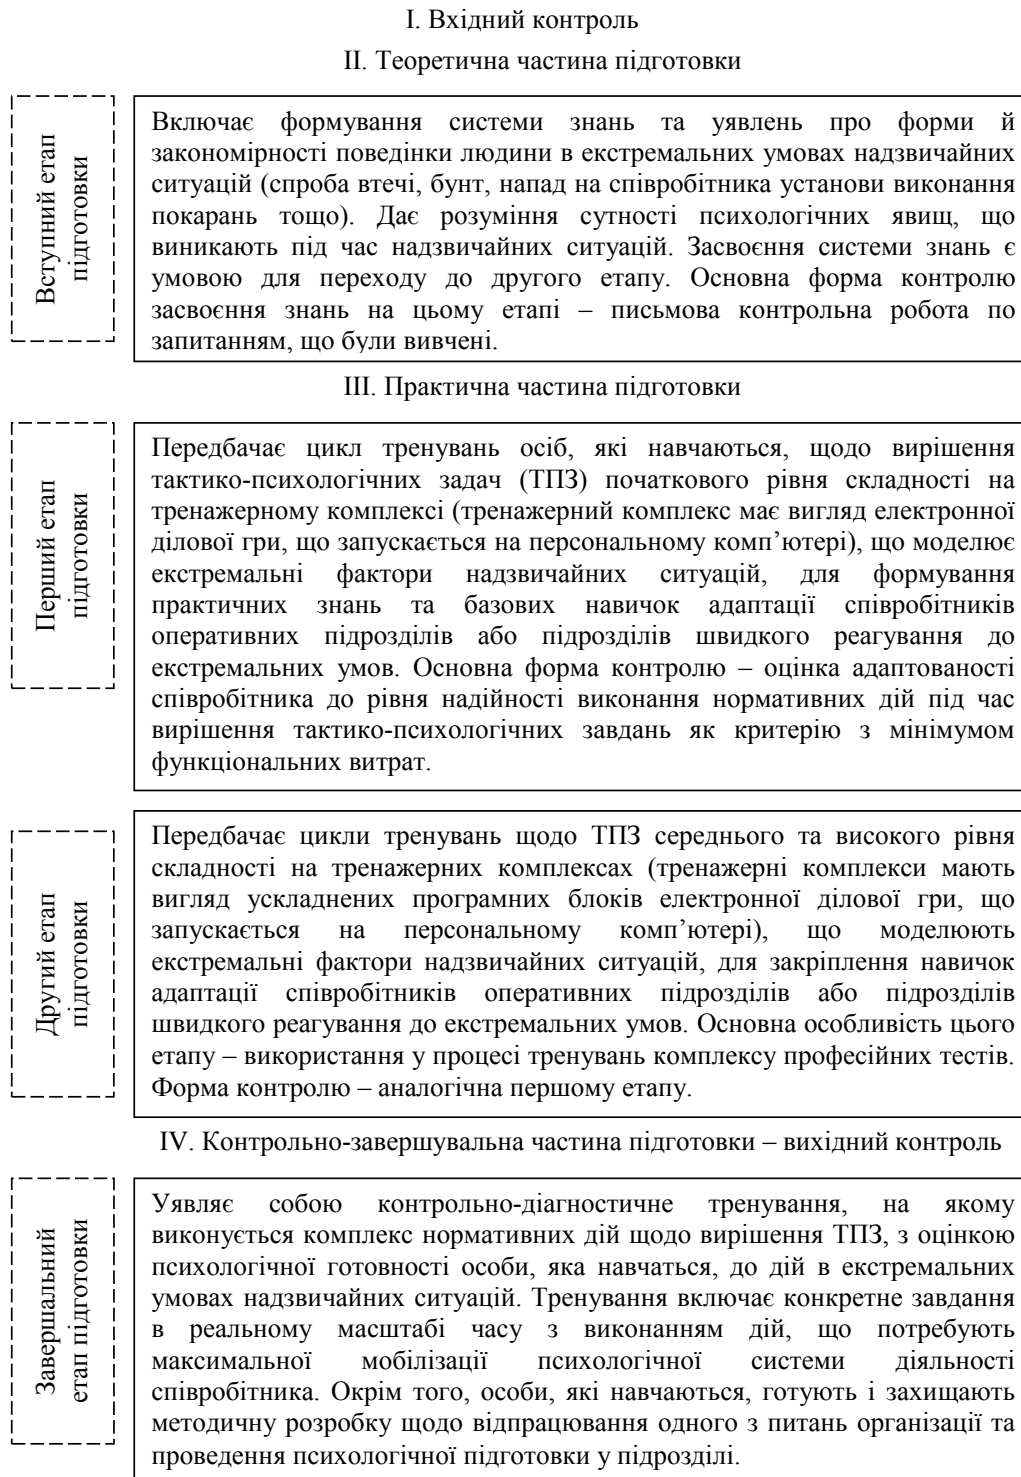 I. Вхідний контроль
II. Теоретична частина підготовки
Вступний етап
підготовки
Включає формування системи знань та уявлень про форми й
закономірності поведінки людини в екстремальних умовах надзвичайних
ситуацій (спроба втечі, бунт, напад на співробітника установи виконання
покарань тощо). Дає розуміння сутності психологічних явищ, що
виникають під час надзвичайних ситуацій. Засвоєння системи знань є
умовою для переходу до другого етапу. Основна форма контролю
засвоєння знань на цьому етапі – письмова контрольна робота по
запитанням, що були вивчені.
III. Практична частина підготовки
Перший етап
підготовки
Передбачає цикл тренувань осіб, які навчаються, щодо вирішення
тактико-психологічних задач (ТПЗ) початкового рівня складності на
тренажерному комплексі (тренажерний комплекс має вигляд електронної
ділової гри, що запускається на персональному комп’ютері), що моделює
екстремальні фактори надзвичайних ситуацій, для формування
практичних знань та базових навичок адаптації співробітників
оперативних підрозділів або підрозділів швидкого реагування до
екстремальних умов. Основна форма контролю – оцінка адаптованості
співробітника до рівня надійності виконання нормативних дій під час
вирішення тактико-психологічних завдань як критерію з мінімумом
функціональних витрат.
Другий етап
підготовки
Передбачає цикли тренувань щодо ТПЗ середнього та високого рівня
складності на тренажерних комплексах (тренажерні комплекси мають
вигляд ускладнених програмних блоків електронної ділової гри, що
запускається на персональному комп’ютері), що моделюють
екстремальні фактори надзвичайних ситуацій, для закріплення навичок
адаптації співробітників оперативних підрозділів або підрозділів
швидкого реагування до екстремальних умов. Основна особливість цього
етапу – використання у процесі тренувань комплексу професійних тестів.
Форма контролю – аналогічна першому етапу.
IV. Контрольно-завершувальна частина підготовки – вихідний контроль
Завершальний
етап підготовки
Уявляє собою контрольно-діагностичне тренування, на якому
виконується комплекс нормативних дій щодо вирішення ТПЗ, з оцінкою
психологічної готовності особи, яка навчаться, до дій в екстремальних
умовах надзвичайних ситуацій. Тренування включає конкретне завдання
в реальному масштабі часу з виконанням дій, що потребують
максимальної мобілізації психологічної системи діяльності
співробітника. Окрім того, особи, які навчаються, готують і захищають
методичну розробку щодо відпрацювання одного з питань організації та
проведення психологічної підготовки у підрозділі.